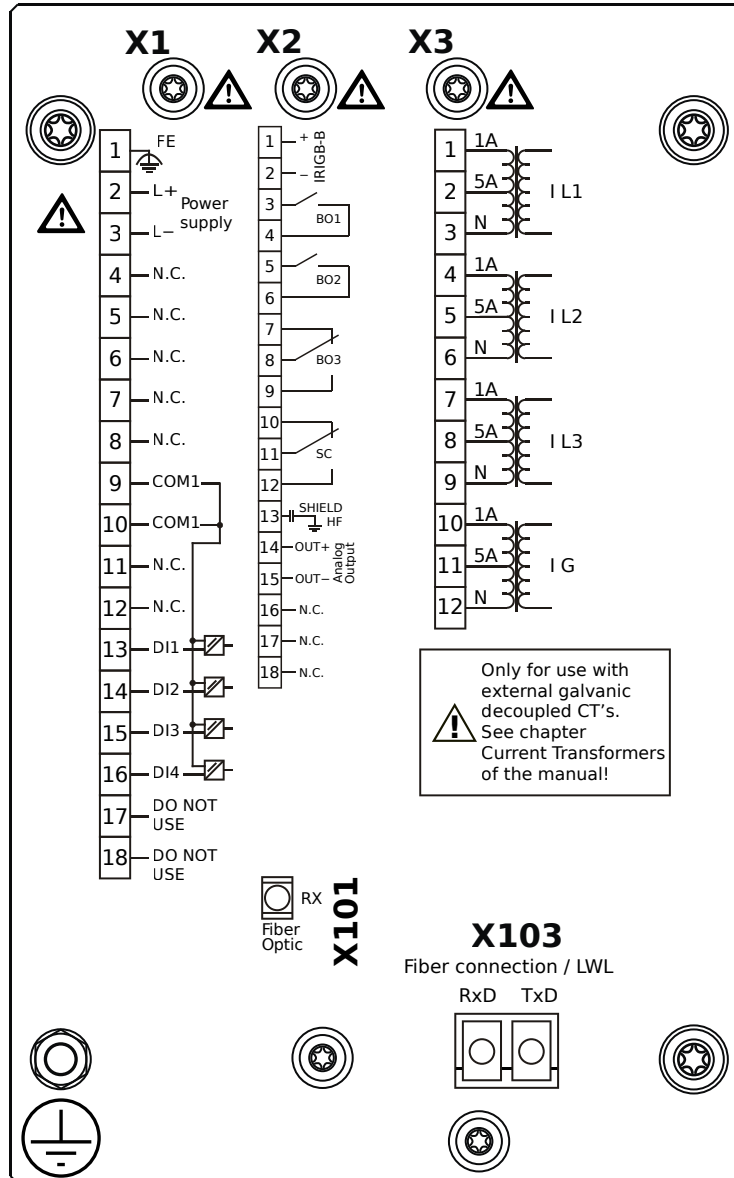 X1
X2
X3
1 FE
2 L+
Power
supply
3 L−
4 N.C.
5 N.C.
6 N.C.
7 N.C.
8 N.C.
9 COM1
10 COM1
11 N.C.
12 N.C.
13 DI1
14 DI2
15 DI3
16 DI4
17 DO NOT
USE
18 DO NOT
USE
1 +
2 −
IRIGB-B
3
BO1
4
5
BO2
6
7
8 BO3
9
10
11 SC
12
13 SHIELD
HF
14 OUT+
15 OUT−
Analog
Output
16 N.C.
17 N.C.
18 N.C.
1 1A
2 5A I L1
3 N
4 1A
5 5A I L2
6 N
7 1A
8 5A I L3
9 N
10 1A
11 5A I G
12 N
!
!
!
!
!
Only for use with
external galvanic
decoupled CT's.
See chapter
Current Transformers
of the manual!
RX
Fiber
Optic
X101
X103
Fiber connection / LWL
RxD TxD